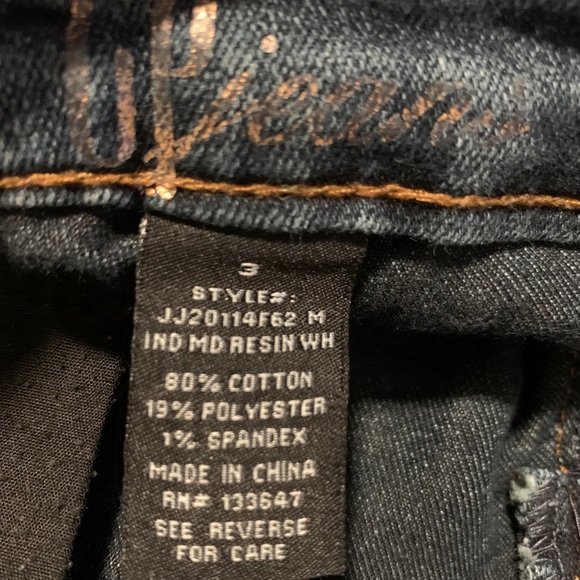 jeans
3
STYLE#:
JJ20114F62 M
IND MD RESIN WH
80% COTTON
19% POLYESTER
1% SPANDEX
MADE IN CHINA
RN# 133647
SEE REVERSE
FOR CARE